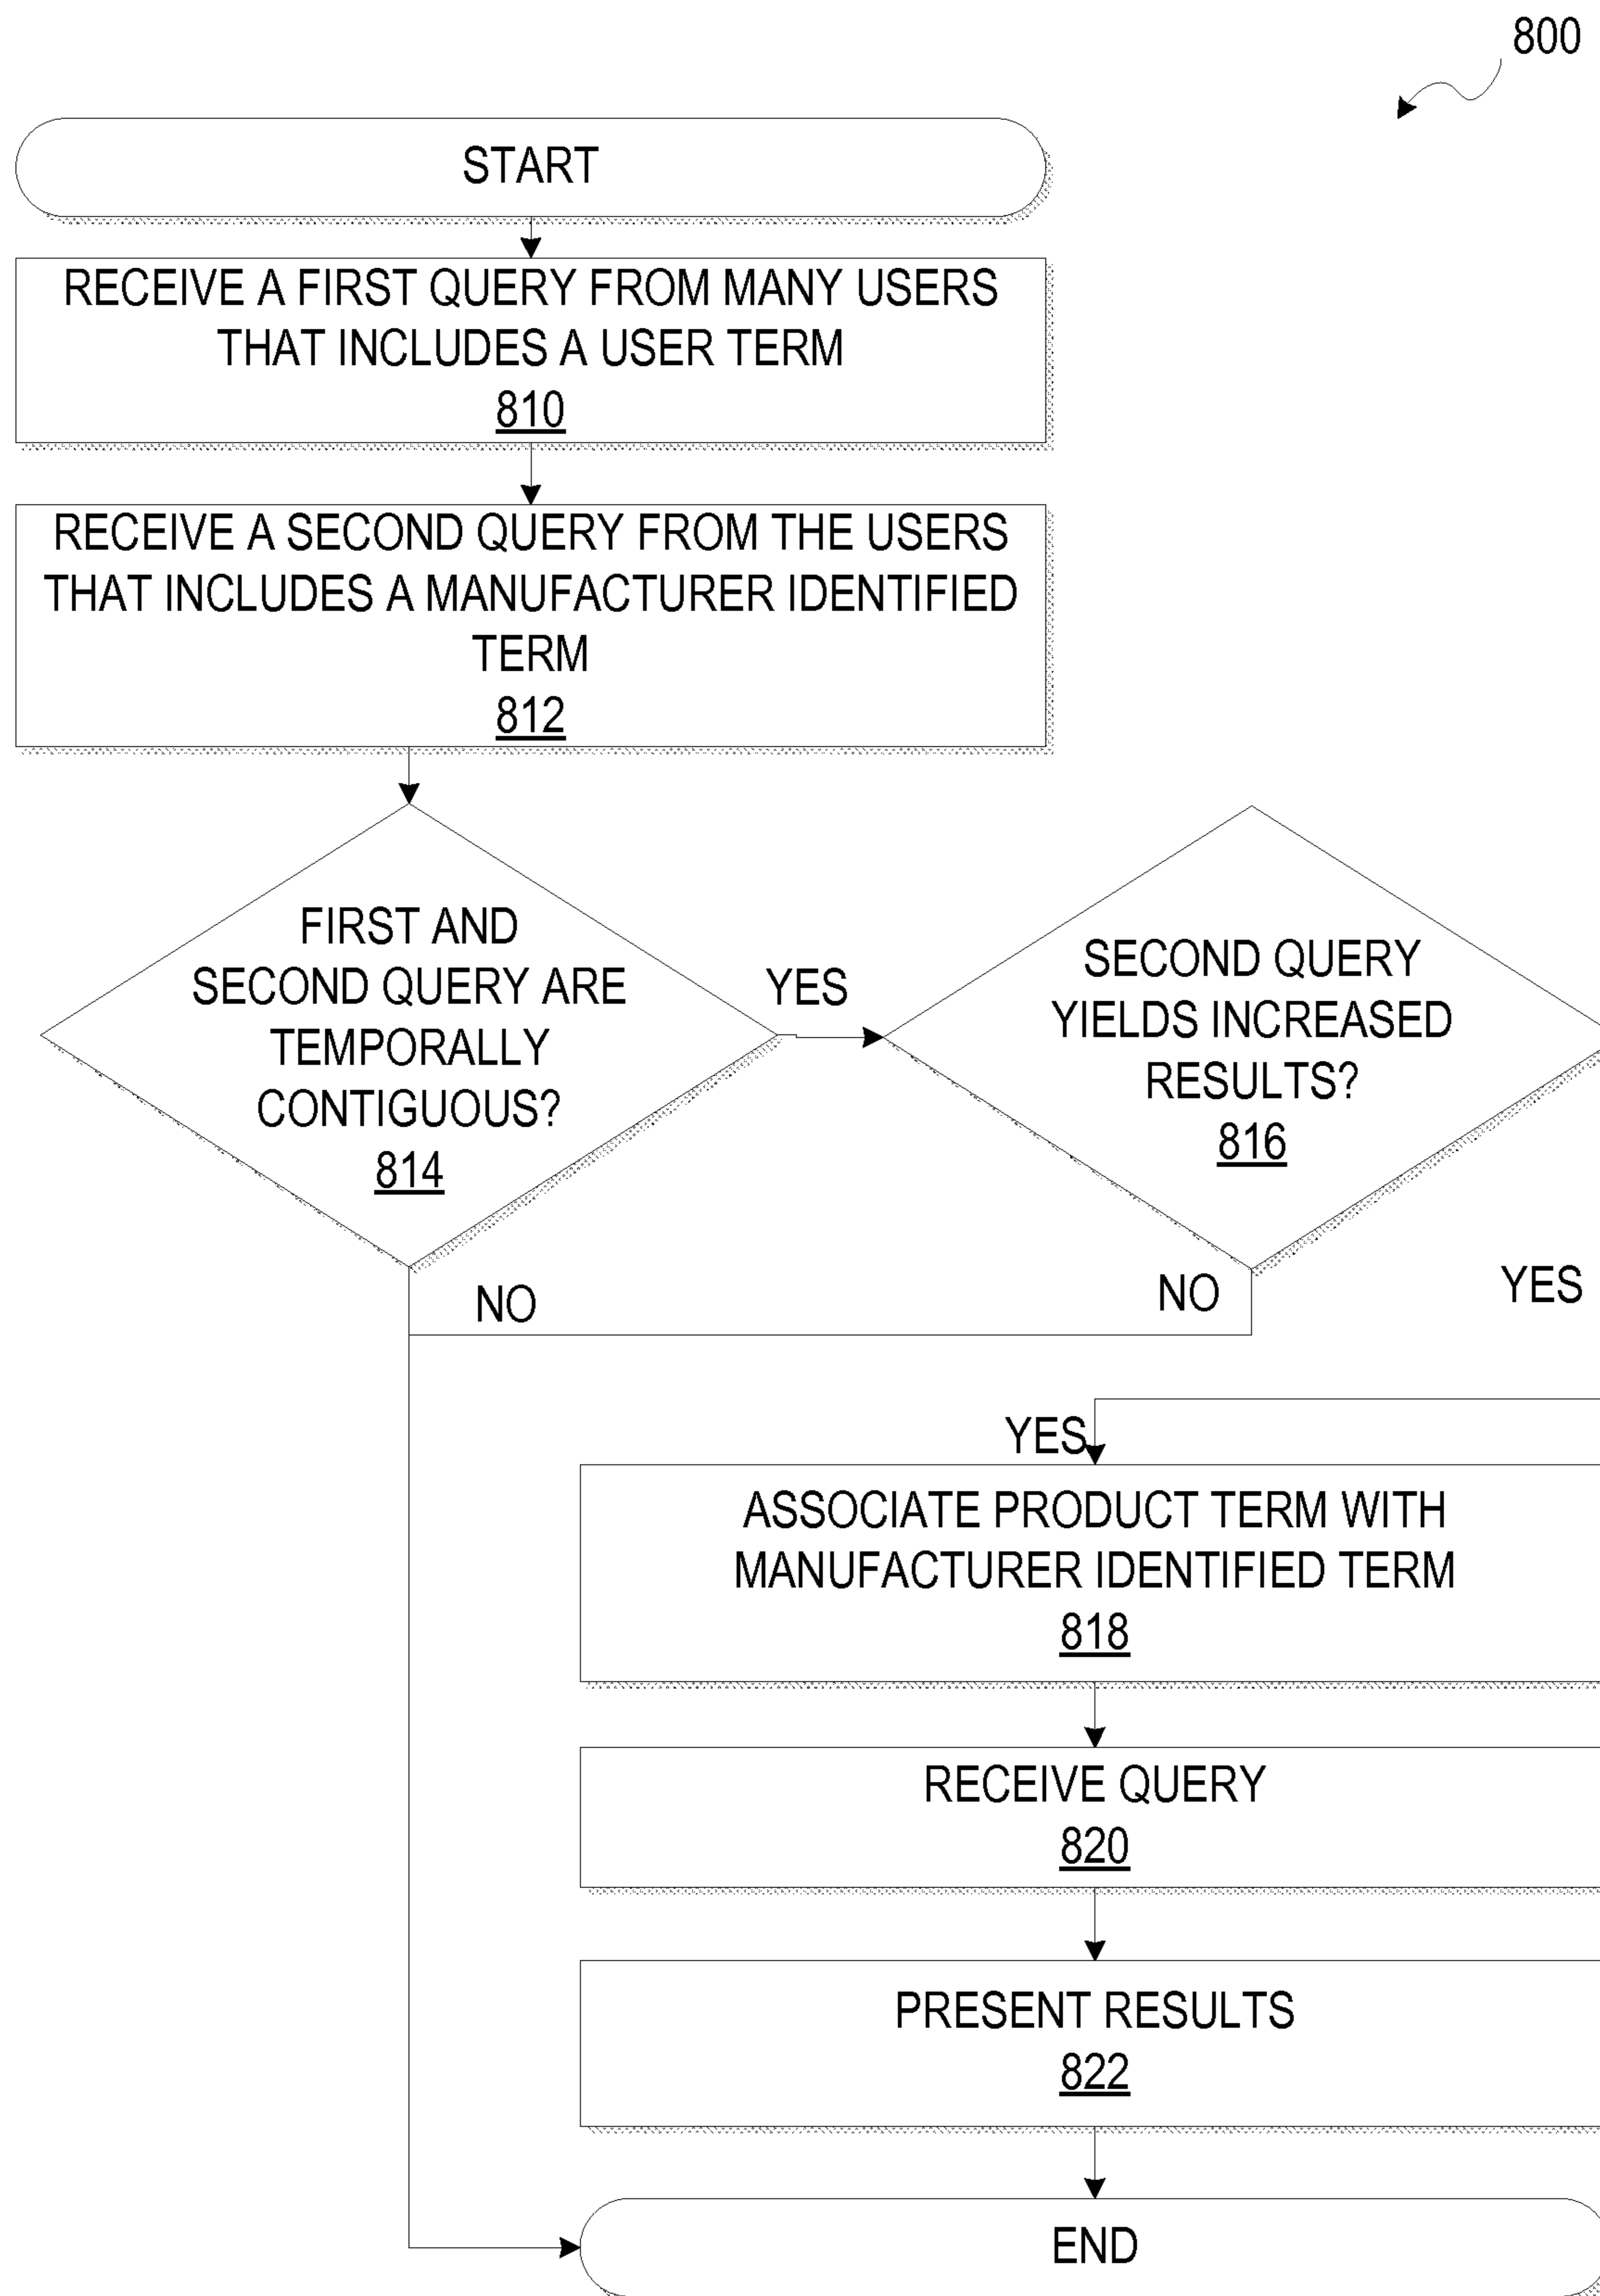 800
START
RECEIVE A FIRST QUERY FROM MANY USERS
THAT INCLUDES A USER TERM
810
RECEIVE A SECOND QUERY FROM THE USERS
THAT INCLUDES A MANUFACTURER IDENTIFIED
TERM
812
FIRST AND
SECOND QUERY ARE
TEMPORALLY
CONTIGUOUS?
814
YES
SECOND QUERY
YIELDS INCREASED
RESULTS?
816
NO
NO
YES
YES
ASSOCIATE PRODUCT TERM WITH
MANUFACTURER IDENTIFIED TERM
818
RECEIVE QUERY
820
PRESENT RESULTS
822
END